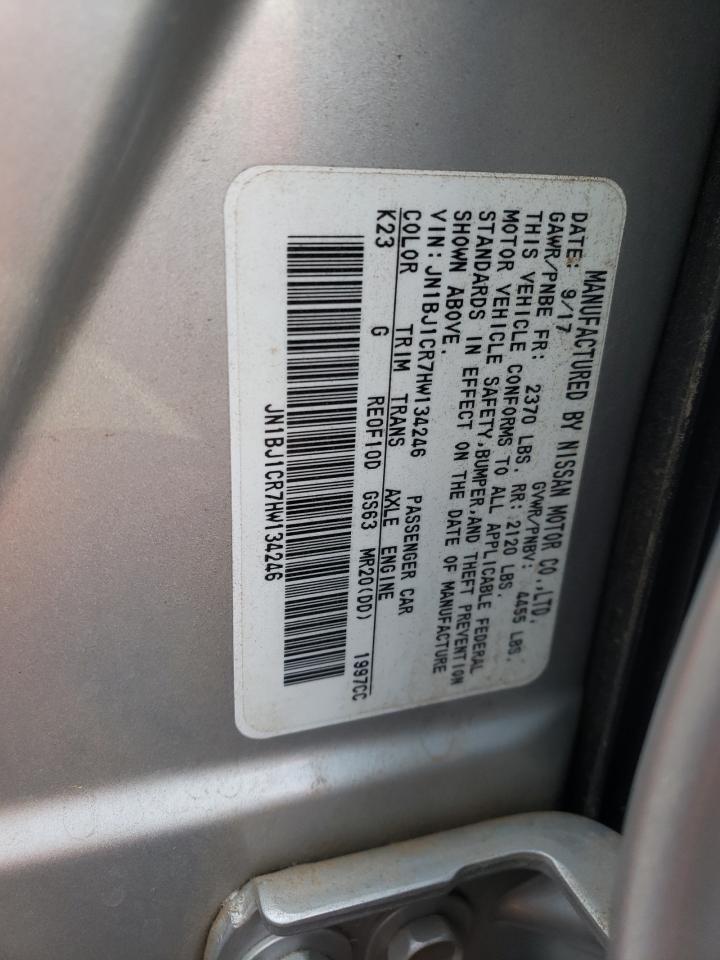 MANUFACTURED BY NISSAN MOTOR CO.,LTD.
DATE: 9/17 GVWR/PNBV: 4455 LBS.
GAWR/PNBE FR: 2370 LBS. RR: 2120 LBS.
THIS VEHICLE CONFORMS TO ALL APPLICABLE FEDERAL
MOTOR VEHICLE SAFETY,BUMPER,AND THEFT PREVENTION
STANDARDS IN EFFECT ON THE DATE OF MANUFACTURE
SHOWN ABOVE.
VIN:JN1BJ1CR7HW134246 PASSENGER CAR
COLOR TRIM TRANS AXLE ENGINE
K23 G RE0F10D GS63 MR20(DD) 1997CC
JN1BJ1CR7HW134246